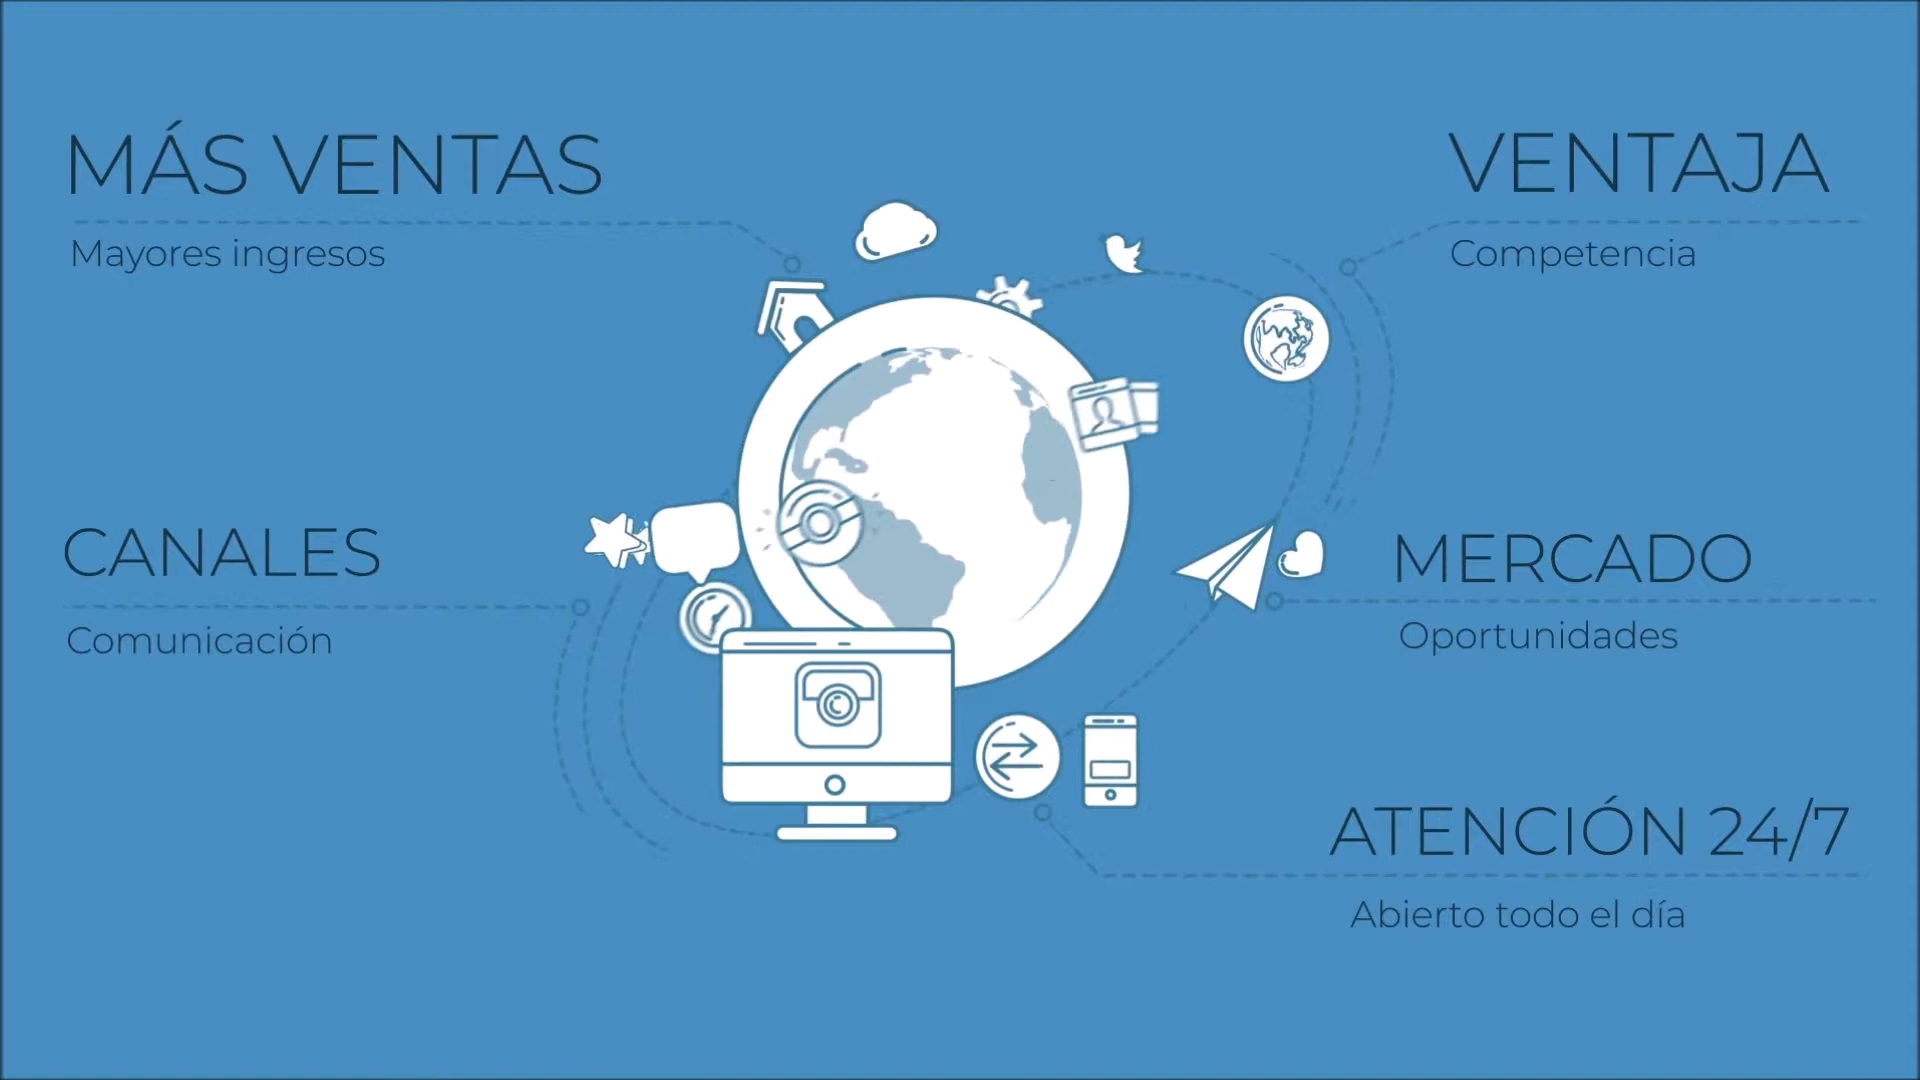 MÁS VENTAS
Mayores ingresos
VENTAJA
Competencia
CANALES
Comunicación
MERCADO
Oportunidades
ATENCIÓN 24/7
Abierto todo el día